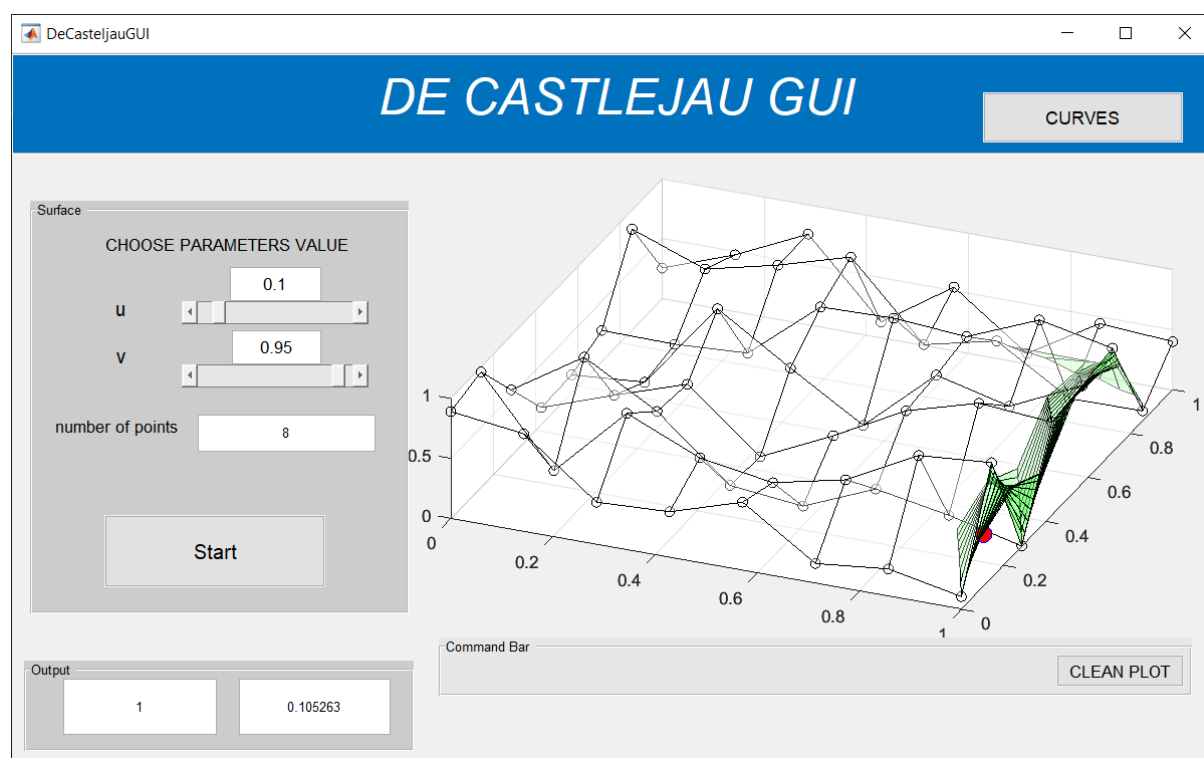 DeCasteljauGUI
DE CASTLEJAU GUI
CURVES
Surface
CHOOSE PARAMETERS VALUE
0.1
u
0.95
v
number of points
8
Start
1
0.5
0
0
0.2
0.4
0.6
0.8
1
0
0.2
0.4
0.6
0.8
1
Command Bar
CLEAN PLOT
Output
1
0.105263